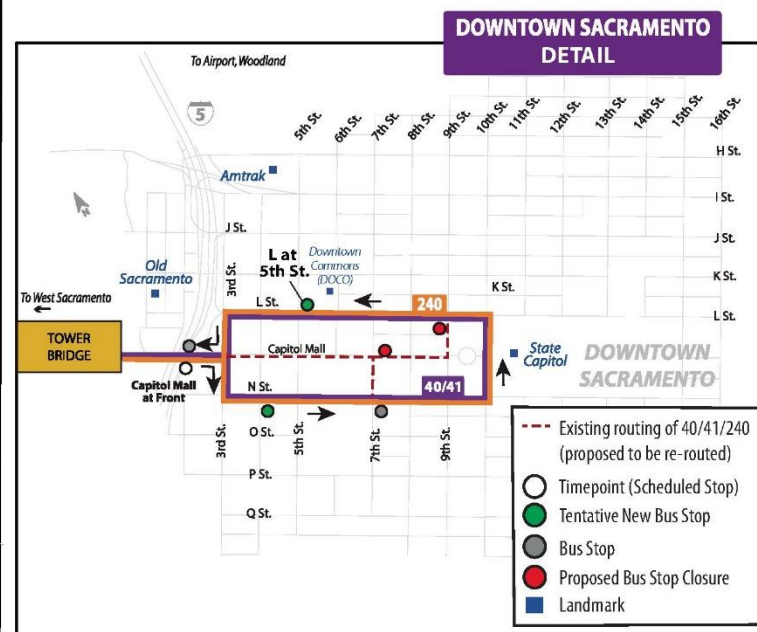 DOWNTOWN SACRAMENTO
DETAIL
To Airport, Woodland
5
5th St.
6th St.
7th St.
8th St.
9th St.
10th St.
11th St.
12th St.
13th St.
14th St.
15th St.
16th St.
H St.
Amtrak
I St.
J St.
J St.
Old
Sacramento
3rd St.
L at
5th St.
Downtown
Commons
(DOCO)
K St.
K St.
To West Sacramento
L St.
240
L St.
TOWER
BRIDGE
Capitol Mall
State
Capitol
DOWNTOWN
SACRAMENTO
Capitol Mall
at Front
N St.
40/41
3rd St.
O St.
5th St.
7th St.
9th St.
P St.
Q St.
Existing routing of 40/41/240
(proposed to be re-routed)
Timepoint (Scheduled Stop)
Tentative New Bus Stop
Bus Stop
Proposed Bus Stop Closure
Landmark
N